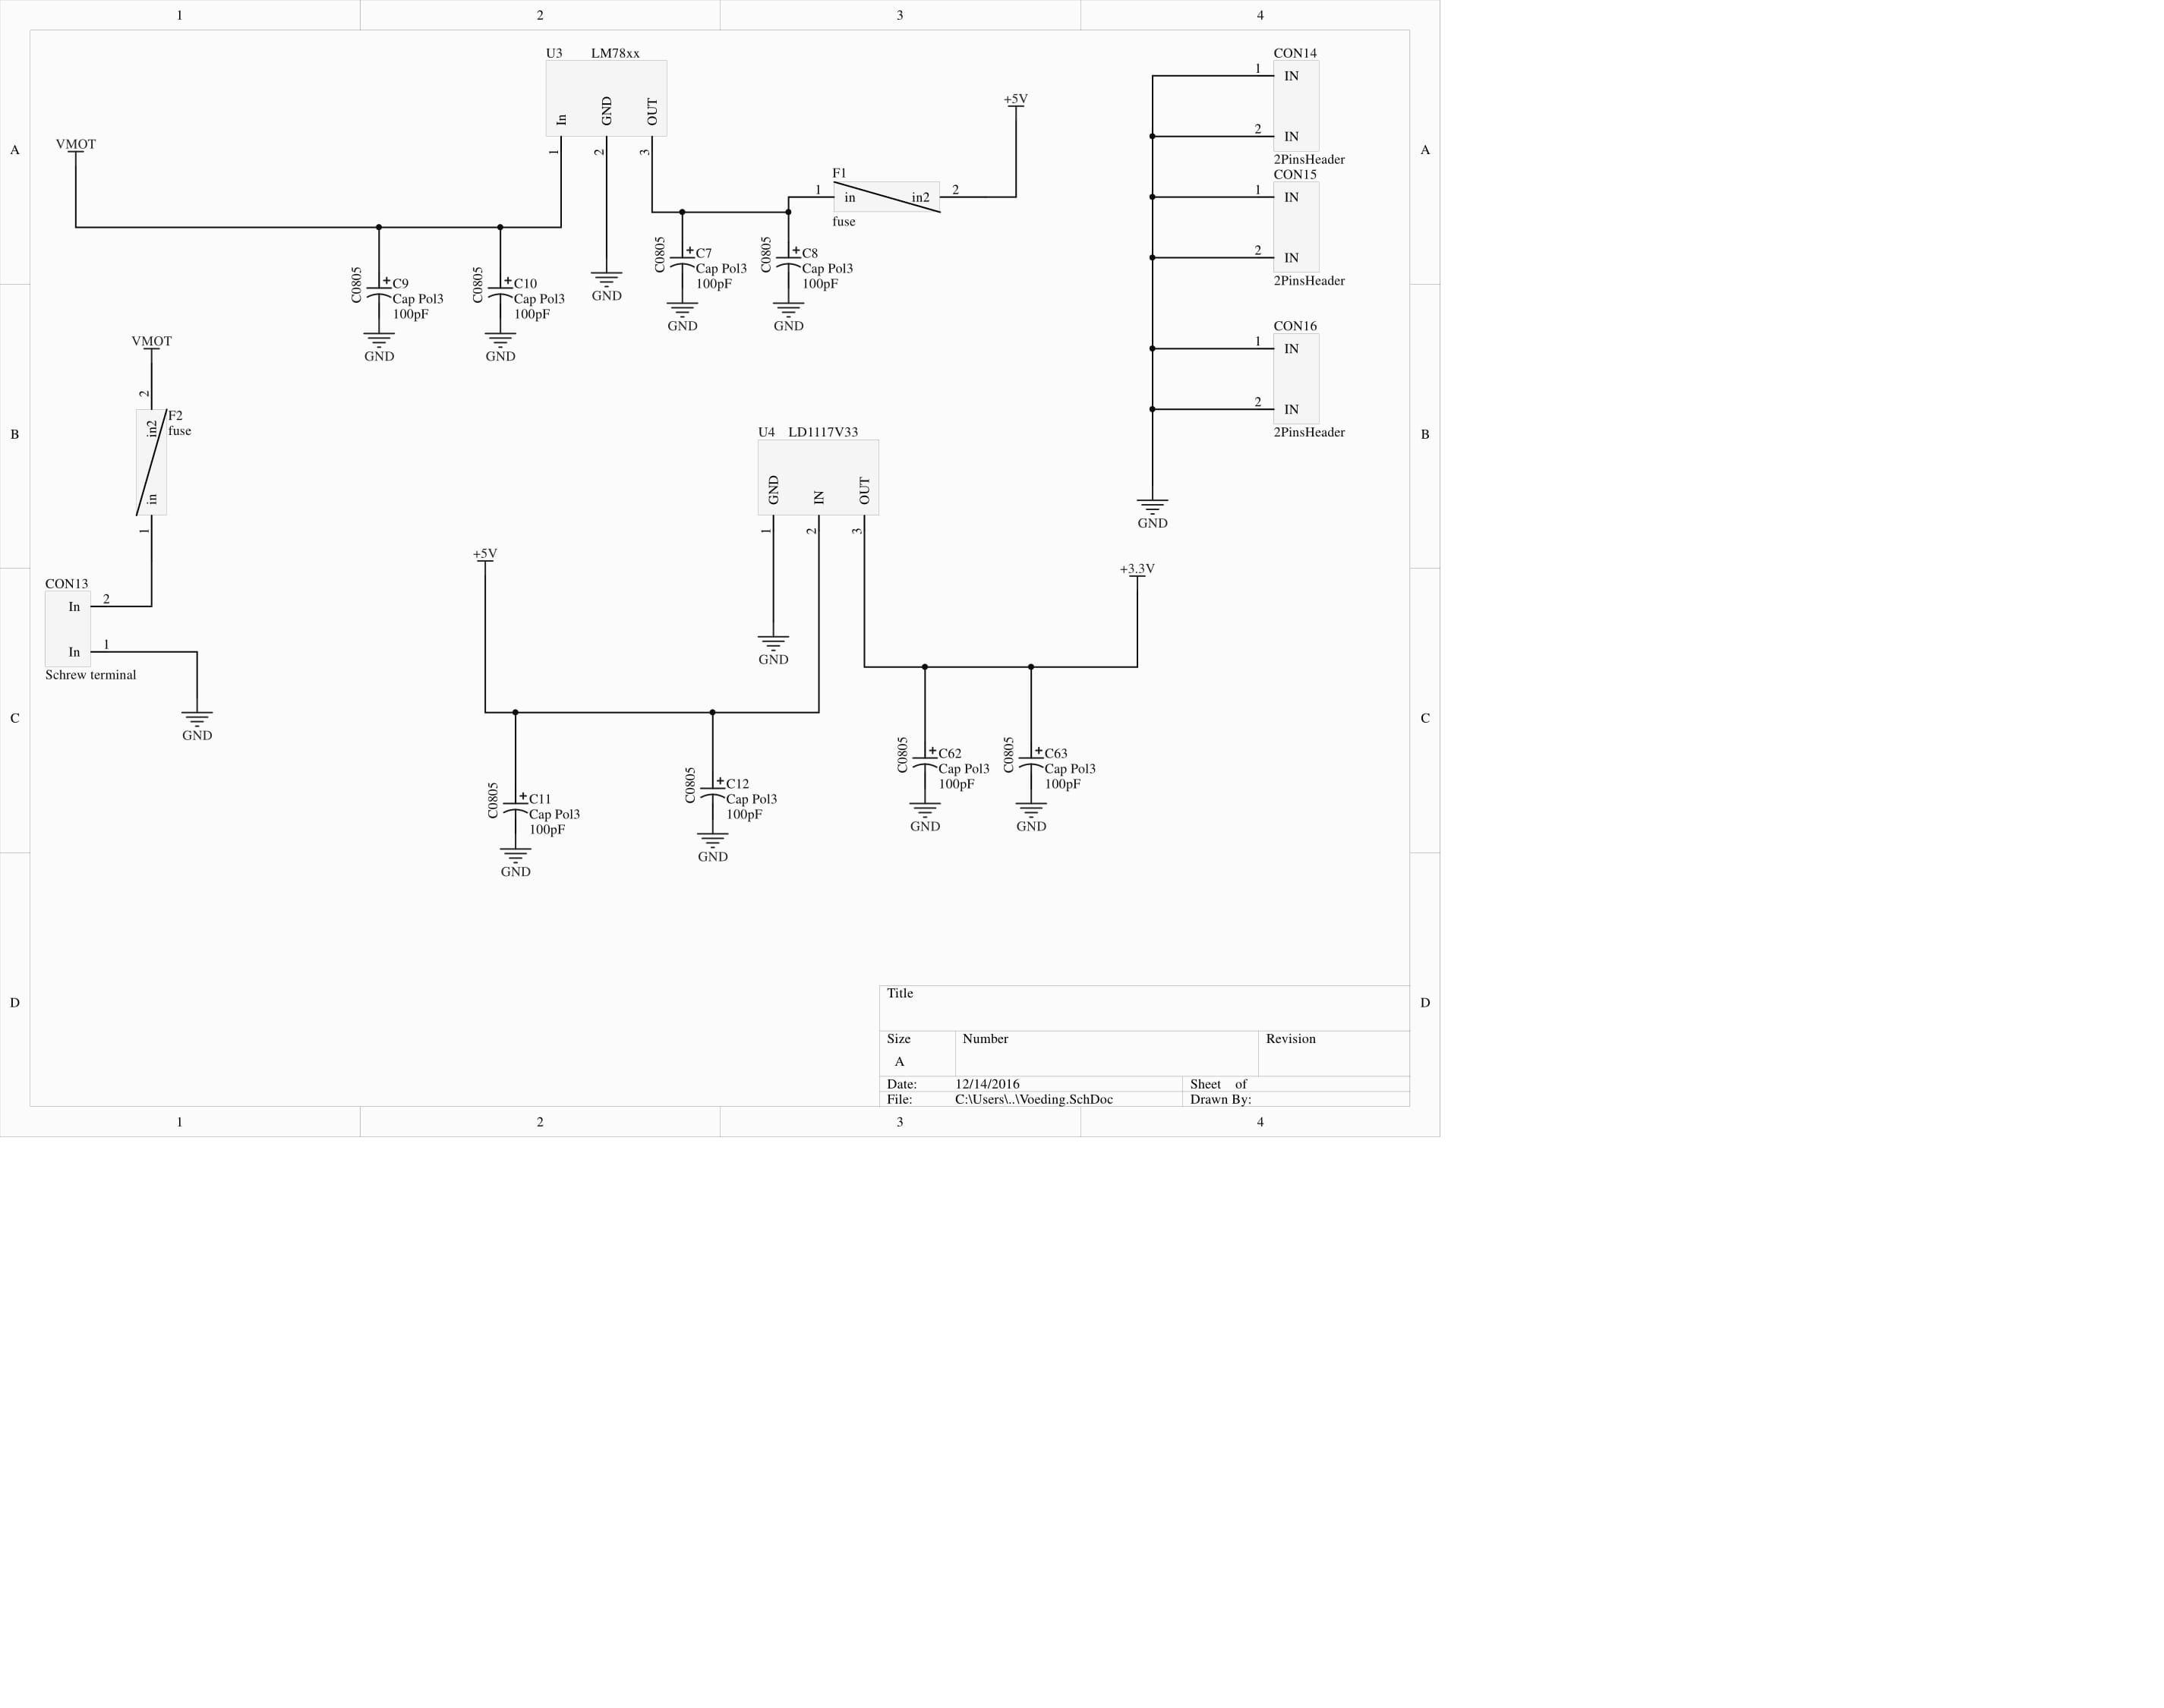 1 2 3 4
U3 LM78xx
In
GND
OUT
1
2
3
VMOT
+5V
F1
1 in in2 2
fuse
C0805
C7
Cap Pol3
100pF
GND
C0805
C8
Cap Pol3
100pF
GND
GND
C0805
C9
Cap Pol3
100pF
GND
C0805
C10
Cap Pol3
100pF
GND
CON14
1 IN
2 IN
2PinsHeader
CON15
1 IN
2 IN
2PinsHeader
CON16
1 IN
2 IN
2PinsHeader
GND
A A
B B
C C
D D
VMOT
2
in2
F2
fuse
in
1
CON13
In 2
In 1
Schrew terminal
GND
U4 LD1117V33
GND
IN
OUT
1
2
3
GND
+5V
+3.3V
C0805
C11
Cap Pol3
100pF
GND
C0805
C12
Cap Pol3
100pF
GND
C0805
C62
Cap Pol3
100pF
GND
C0805
C63
Cap Pol3
100pF
GND
Title
Size Number Revision
A
Date: 12/14/2016 Sheet of
File: C:\Users\..\Voeding.SchDoc Drawn By:
1 2 3 4